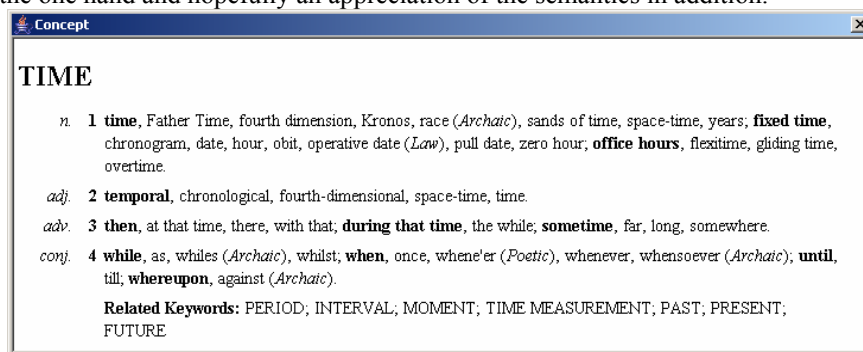 the one hand and hopefully an appreciation of the semantics in addition.
Concept
TIME
n. 1 time, Father Time, fourth dimension, Kronos, race (Archaic), sands of time, space-time, years; fixed time,
chronogram, date, hour, obit, operative date (Law), pull date, zero hour; office hours, flexitime, gliding time,
overtime.
adj. 2 temporal, chronological, fourth-dimensional, space-time, time.
adv. 3 then, at that time, there, with that; during that time, the while; sometime, far, long, somewhere.
conj. 4 while, as, whiles (Archaic), whilst; when, once, whene'er (Poetic), whenever, whensoever (Archaic); until,
till; whereupon, against (Archaic).
Related Keywords: PERIOD; INTERVAL; MOMENT; TIME MEASUREMENT; PAST; PRESENT;
FUTURE